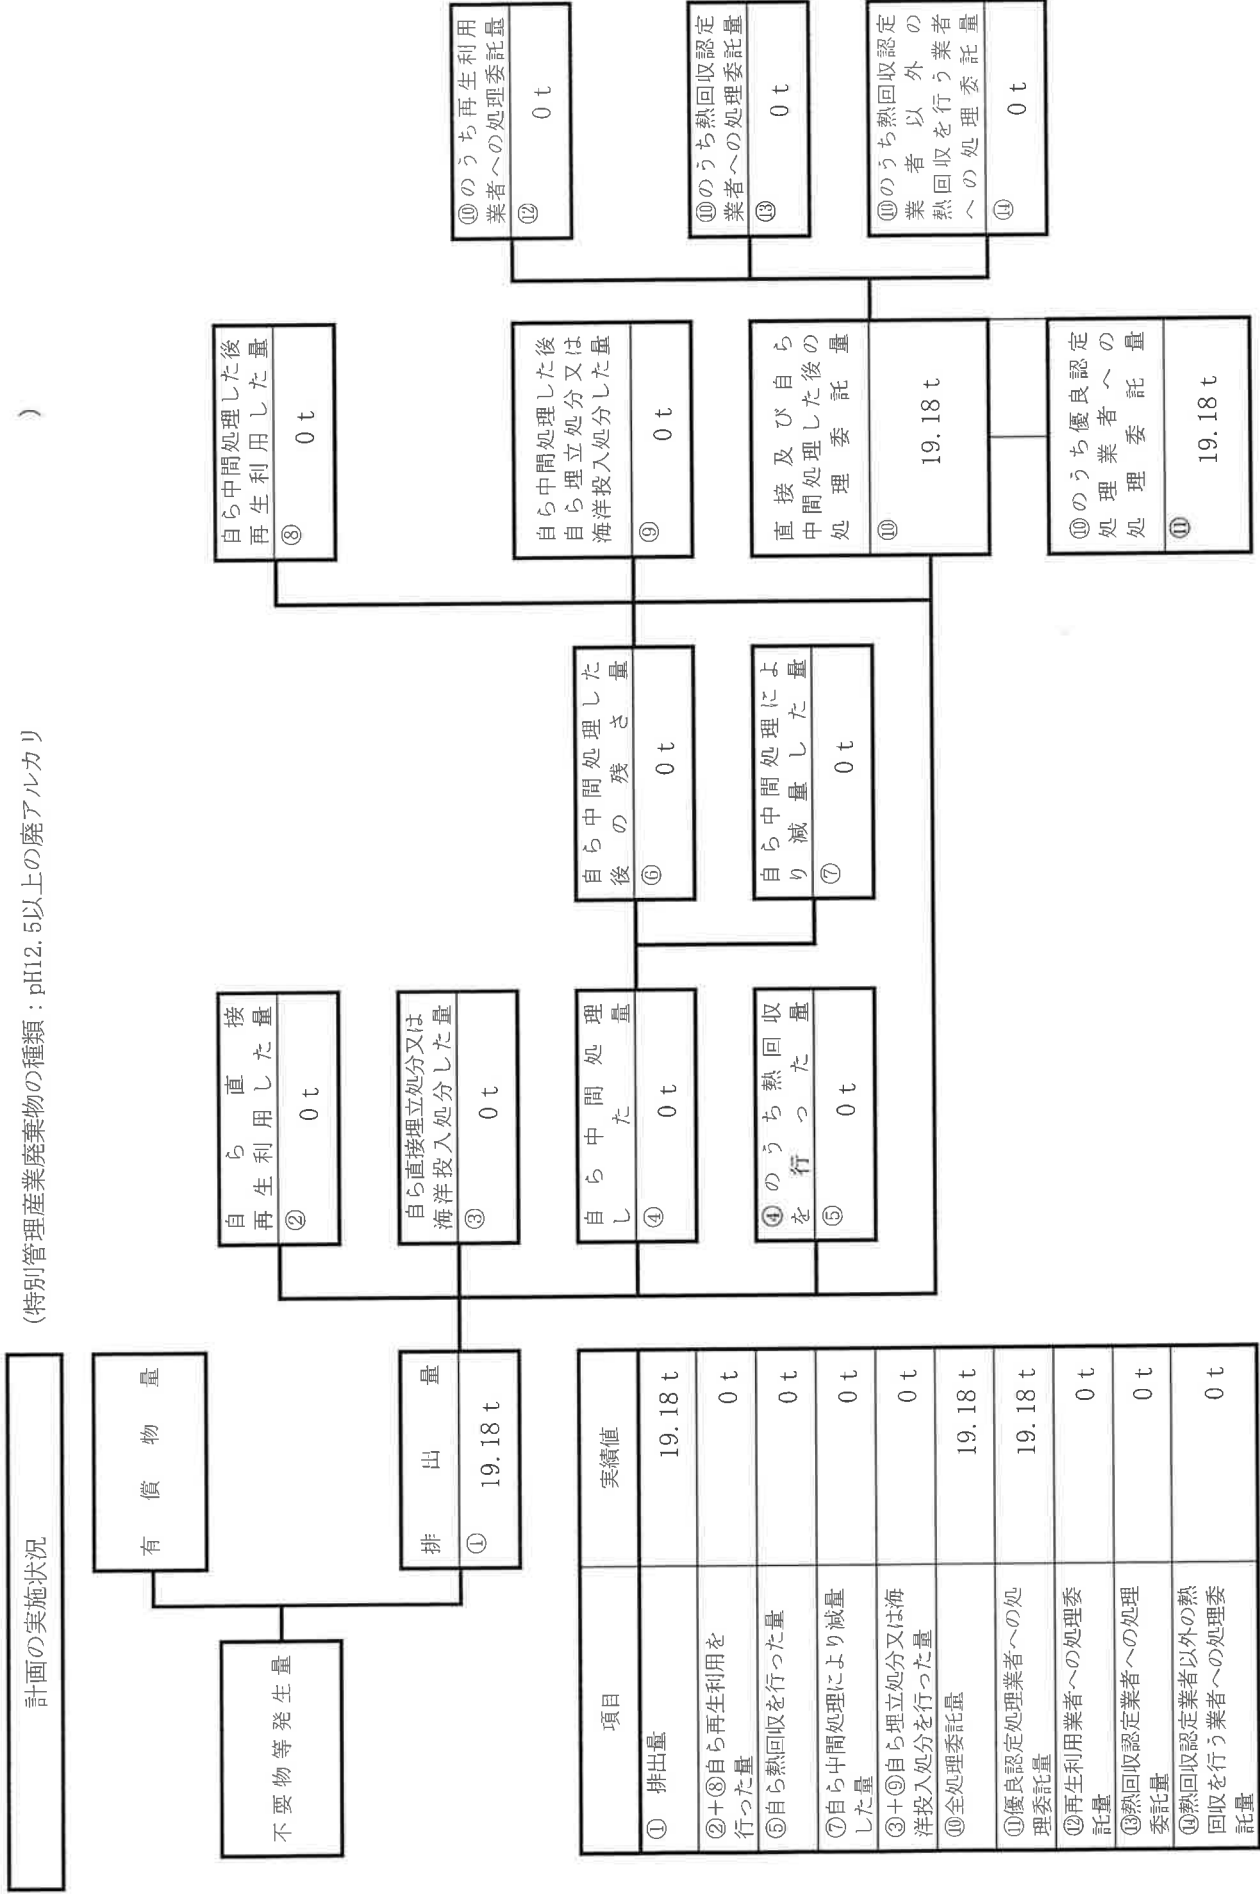 計画の実施状況
(特別管理産業廃棄物の種類：pH12.5以上の廃アルカリ
)
不要物等発生量
有償物量
排出量
① 19.18 t
自ら直接
再生利用した量
② 0 t
自ら直接埋立処分又は
海洋投入処分した量
③ 0 t
自ら中間処理
した量
④ 0 t
④のうち熱回収
を行った量
⑤ 0 t
自ら中間処理した
後の残さ量
⑥ 0 t
自ら中間処理によ
り減量した量
⑦ 0 t
自ら中間処理した後
再生利用した量
⑧ 0 t
自ら中間処理した後
自ら埋立処分又は
海洋投入処分した量
⑨ 0 t
直接及び自ら
中間処理した後の
処理委託量
⑩ 19.18 t
⑩のうち優良認定
処理業者への
処理委託量
⑪ 19.18 t
⑩のうち再生利用
業者への処理委託量
⑫ 0 t
⑩のうち熱回収認定
業者への処理委託量
⑬ 0 t
⑩のうち熱回収認定
業者以外の
熱回収を行う業者
への処理委託量
⑭ 0 t
項目 実績値
① 排出量 19.18 t
②＋⑧自ら再生利用を
行った量 0 t
⑤自ら熱回収を行った量 0 t
⑦自ら中間処理により減量
した量 0 t
③＋⑨自ら埋立処分又は海
洋投入処分を行った量 0 t
⑩全処理委託量 19.18 t
⑪優良認定処理業者への処
理委託量 19.18 t
⑫再生利用業者への処理委
託量 0 t
⑬熱回収認定業者への処理
委託量 0 t
⑭熱回収認定業者以外の熱
回収を行う業者への処理委
託量 0 t